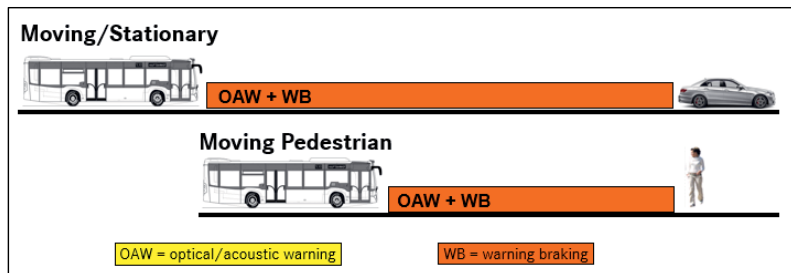 Moving/Stationary
OAW + WB
Moving Pedestrian
OAW + WB
OAW = optical/acoustic warning
WB = warning braking